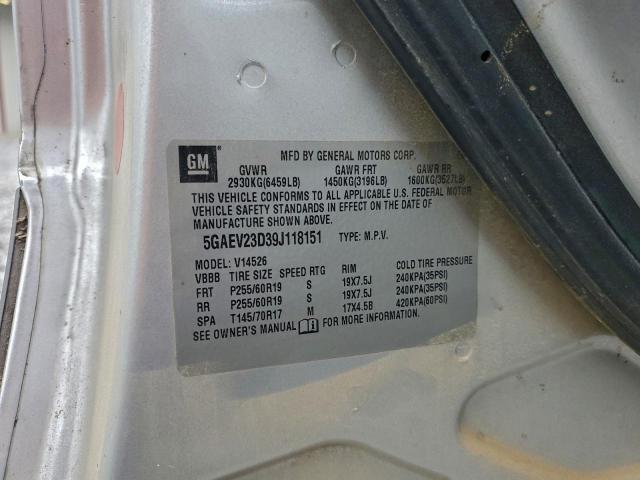 GM
MFD BY GENERAL MOTORS CORP.
GVWR GAWR FRT GAWR RR
2930KG(6459LB) 1450KG(3196LB) 1600KG(3527LB)
THIS VEHICLE CONFORMS TO ALL APPLICABLE U.S. FEDERAL MOTOR
VEHICLE SAFETY STANDARDS IN EFFECT ON THE DATE OF
MANUFACTURE SHOWN ABOVE.
5GAEV23D39J118151 TYPE: M.P.V.
MODEL: V14526
VBBB TIRE SIZE SPEED RTG RIM COLD TIRE PRESSURE
FRT P255/60R19 S 19X7.5J 240KPA(35PSI)
RR P255/60R19 S 19X7.5J 240KPA(35PSI)
SPA T145/70R17 M 17X4.5B 420KPA(60PSI)
SEE OWNER'S MANUAL FOR MORE INFORMATION.